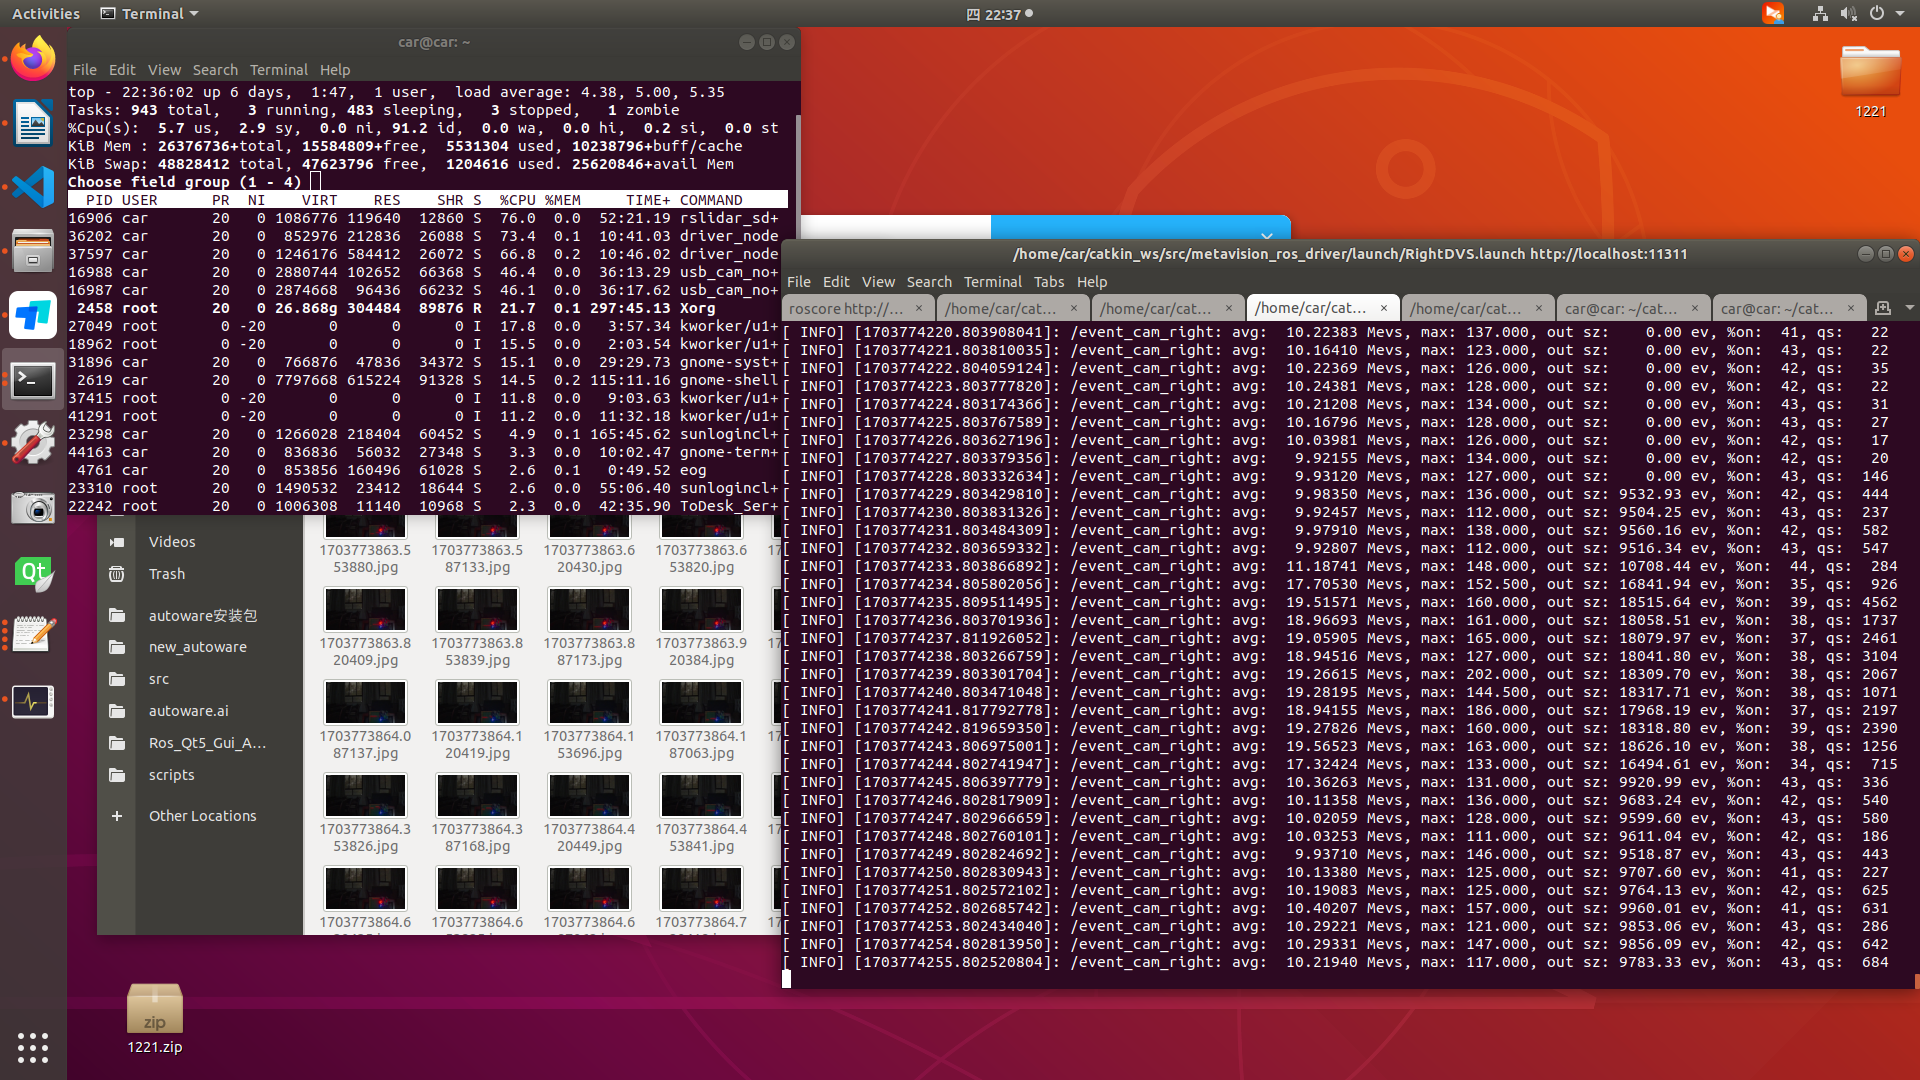 Activities
Terminal
四 22:37
car@car: ~
File Edit View Search Terminal Help
top - 22:36:02 up 6 days,  1:47,  1 user,  load average: 4.38, 5.00, 5.35
Tasks: 943 total,   3 running, 483 sleeping,   3 stopped,   1 zombie
%Cpu(s):  5.7 us,  2.9 sy,  0.0 ni, 91.2 id,  0.0 wa,  0.0 hi,  0.2 si,  0.0 st
KiB Mem : 26376736+total, 15584809+free,  5531304 used, 10238796+buff/cache
KiB Swap: 48828412 total, 47623796 free,  1204616 used. 25620846+avail Mem
Choose field group (1 - 4)
PID USER PR NI VIRT RES SHR S %CPU %MEM TIME+ COMMAND
16906 car 20 0 1086776 119640 12860 S 76.0 0.0 52:21.19 rslidar_sd+
36202 car 20 0 852976 212836 26088 S 73.4 0.1 10:41.03 driver_node
37597 car 20 0 1246176 584412 26072 S 66.8 0.2 10:46.02 driver_node
16988 car 20 0 2880744 102652 66368 S 46.4 0.0 36:13.29 usb_cam_no+
16987 car 20 0 2874668 96436 66232 S 46.1 0.0 36:17.62 usb_cam_no+
2458 root 20 0 26.868g 304484 89876 R 21.7 0.1 297:45.13 Xorg
27049 root 0 -20 0 0 0 I 17.8 0.0 3:57.34 kworker/u1+
18962 root 0 -20 0 0 0 I 15.5 0.0 2:03.54 kworker/u1+
31896 car 20 0 766876 47836 34372 S 15.1 0.0 29:29.73 gnome-syst+
2619 car 20 0 7797668 615224 91328 S 14.5 0.2 115:11.16 gnome-shell
37415 root 0 -20 0 0 0 I 11.8 0.0 9:03.63 kworker/u1+
41291 root 0 -20 0 0 0 I 11.2 0.0 11:32.18 kworker/u1+
23298 car 20 0 1266028 218404 60452 S 4.9 0.1 165:45.62 sunlogincl+
44163 car 20 0 836836 56032 27348 S 3.3 0.0 10:02.47 gnome-term+
4761 car 20 0 853856 160496 61028 S 2.6 0.1 0:49.52 eog
23310 root 20 0 1490532 23412 18644 S 2.6 0.0 55:06.40 sunlogincl+
22242 root 20 0 1006308 11140 10968 S 2.3 0.0 42:35.90 ToDesk_Ser+
1221
/home/car/catkin_ws/src/metavision_ros_driver/launch/RightDVS.launch http://localhost:11311
File Edit View Search Terminal Tabs Help
roscore http://... /home/car/cat... /home/car/cat... /home/car/cat... /home/car/cat... car@car: ~/cat... car@car: ~/cat...
[ INFO] [1703774220.803908041]: /event_cam_right: avg: 10.22383 Mevs, max: 137.000, out sz: 0.00 ev, %on: 41, qs: 22
[ INFO] [1703774221.803810035]: /event_cam_right: avg: 10.16410 Mevs, max: 123.000, out sz: 0.00 ev, %on: 43, qs: 22
[ INFO] [1703774222.804059124]: /event_cam_right: avg: 10.22369 Mevs, max: 126.000, out sz: 0.00 ev, %on: 42, qs: 35
[ INFO] [1703774223.803777820]: /event_cam_right: avg: 10.24381 Mevs, max: 128.000, out sz: 0.00 ev, %on: 42, qs: 22
[ INFO] [1703774224.803174366]: /event_cam_right: avg: 10.21208 Mevs, max: 134.000, out sz: 0.00 ev, %on: 43, qs: 31
[ INFO] [1703774225.803767589]: /event_cam_right: avg: 10.16796 Mevs, max: 128.000, out sz: 0.00 ev, %on: 43, qs: 27
[ INFO] [1703774226.803627196]: /event_cam_right: avg: 10.03981 Mevs, max: 126.000, out sz: 0.00 ev, %on: 42, qs: 17
[ INFO] [1703774227.803379356]: /event_cam_right: avg: 9.92155 Mevs, max: 134.000, out sz: 0.00 ev, %on: 42, qs: 20
[ INFO] [1703774228.803332634]: /event_cam_right: avg: 9.93120 Mevs, max: 127.000, out sz: 0.00 ev, %on: 43, qs: 146
[ INFO] [1703774229.803429810]: /event_cam_right: avg: 9.98350 Mevs, max: 136.000, out sz: 9532.93 ev, %on: 42, qs: 444
[ INFO] [1703774230.803831326]: /event_cam_right: avg: 9.92457 Mevs, max: 112.000, out sz: 9504.25 ev, %on: 43, qs: 237
[ INFO] [1703774231.803484309]: /event_cam_right: avg: 9.97910 Mevs, max: 138.000, out sz: 9560.16 ev, %on: 42, qs: 582
[ INFO] [1703774232.803659332]: /event_cam_right: avg: 9.92807 Mevs, max: 112.000, out sz: 9516.34 ev, %on: 43, qs: 547
[ INFO] [1703774233.803866892]: /event_cam_right: avg: 11.18741 Mevs, max: 148.000, out sz: 10708.44 ev, %on: 44, qs: 284
[ INFO] [1703774234.805802056]: /event_cam_right: avg: 17.70530 Mevs, max: 152.500, out sz: 16841.94 ev, %on: 35, qs: 926
[ INFO] [1703774235.809511495]: /event_cam_right: avg: 19.51571 Mevs, max: 160.000, out sz: 18515.64 ev, %on: 39, qs: 4562
[ INFO] [1703774236.803701936]: /event_cam_right: avg: 18.96693 Mevs, max: 161.000, out sz: 18058.51 ev, %on: 38, qs: 1737
[ INFO] [1703774237.811926052]: /event_cam_right: avg: 19.05905 Mevs, max: 165.000, out sz: 18079.97 ev, %on: 37, qs: 2461
[ INFO] [1703774238.803266759]: /event_cam_right: avg: 18.94516 Mevs, max: 127.000, out sz: 18041.80 ev, %on: 38, qs: 3104
[ INFO] [1703774239.803301704]: /event_cam_right: avg: 19.26615 Mevs, max: 202.000, out sz: 18309.70 ev, %on: 38, qs: 2067
[ INFO] [1703774240.803471048]: /event_cam_right: avg: 19.28195 Mevs, max: 144.500, out sz: 18317.71 ev, %on: 38, qs: 1071
[ INFO] [1703774241.817792778]: /event_cam_right: avg: 18.94155 Mevs, max: 186.000, out sz: 17968.19 ev, %on: 37, qs: 2197
[ INFO] [1703774242.819659350]: /event_cam_right: avg: 19.27826 Mevs, max: 160.000, out sz: 18318.80 ev, %on: 39, qs: 2390
[ INFO] [1703774243.806975001]: /event_cam_right: avg: 19.56523 Mevs, max: 163.000, out sz: 18626.10 ev, %on: 38, qs: 1256
[ INFO] [1703774244.802741947]: /event_cam_right: avg: 17.32424 Mevs, max: 133.000, out sz: 16494.61 ev, %on: 34, qs: 715
[ INFO] [1703774245.806397779]: /event_cam_right: avg: 10.36263 Mevs, max: 131.000, out sz: 9920.99 ev, %on: 43, qs: 336
[ INFO] [1703774246.802817909]: /event_cam_right: avg: 10.11358 Mevs, max: 136.000, out sz: 9683.24 ev, %on: 42, qs: 540
[ INFO] [1703774247.802966659]: /event_cam_right: avg: 10.02059 Mevs, max: 128.000, out sz: 9599.60 ev, %on: 43, qs: 580
[ INFO] [1703774248.802760101]: /event_cam_right: avg: 10.03253 Mevs, max: 111.000, out sz: 9611.04 ev, %on: 42, qs: 186
[ INFO] [1703774249.802824692]: /event_cam_right: avg: 9.93710 Mevs, max: 146.000, out sz: 9518.87 ev, %on: 43, qs: 443
[ INFO] [1703774250.802830943]: /event_cam_right: avg: 10.13380 Mevs, max: 125.000, out sz: 9707.60 ev, %on: 41, qs: 227
[ INFO] [1703774251.802572102]: /event_cam_right: avg: 10.19083 Mevs, max: 125.000, out sz: 9764.13 ev, %on: 42, qs: 625
[ INFO] [1703774252.802685742]: /event_cam_right: avg: 10.40207 Mevs, max: 157.000, out sz: 9960.01 ev, %on: 41, qs: 631
[ INFO] [1703774253.802434040]: /event_cam_right: avg: 10.29221 Mevs, max: 121.000, out sz: 9853.06 ev, %on: 43, qs: 286
[ INFO] [1703774254.802813950]: /event_cam_right: avg: 10.29331 Mevs, max: 147.000, out sz: 9856.09 ev, %on: 42, qs: 642
[ INFO] [1703774255.802520804]: /event_cam_right: avg: 10.21940 Mevs, max: 117.000, out sz: 9783.33 ev, %on: 43, qs: 684
Videos
Trash
autoware安装包
new_autoware
src
autoware.ai
Ros_Qt5_Gui_A...
scripts
Other Locations
1703773863.5 1703773863.5 1703773863.6 1703773863.6
53880.jpg 87133.jpg 20430.jpg 53820.jpg
1703773863.8 1703773863.8 1703773863.8 1703773863.9
20409.jpg 53839.jpg 87173.jpg 20384.jpg
1703773864.0 1703773864.1 1703773864.1 1703773864.1
87137.jpg 20419.jpg 53696.jpg 87063.jpg
1703773864.3 1703773864.3 1703773864.4 1703773864.4
53826.jpg 87168.jpg 20449.jpg 53841.jpg
1703773864.6 1703773864.6 1703773864.6 1703773864.7
Qt
zip
1221.zip